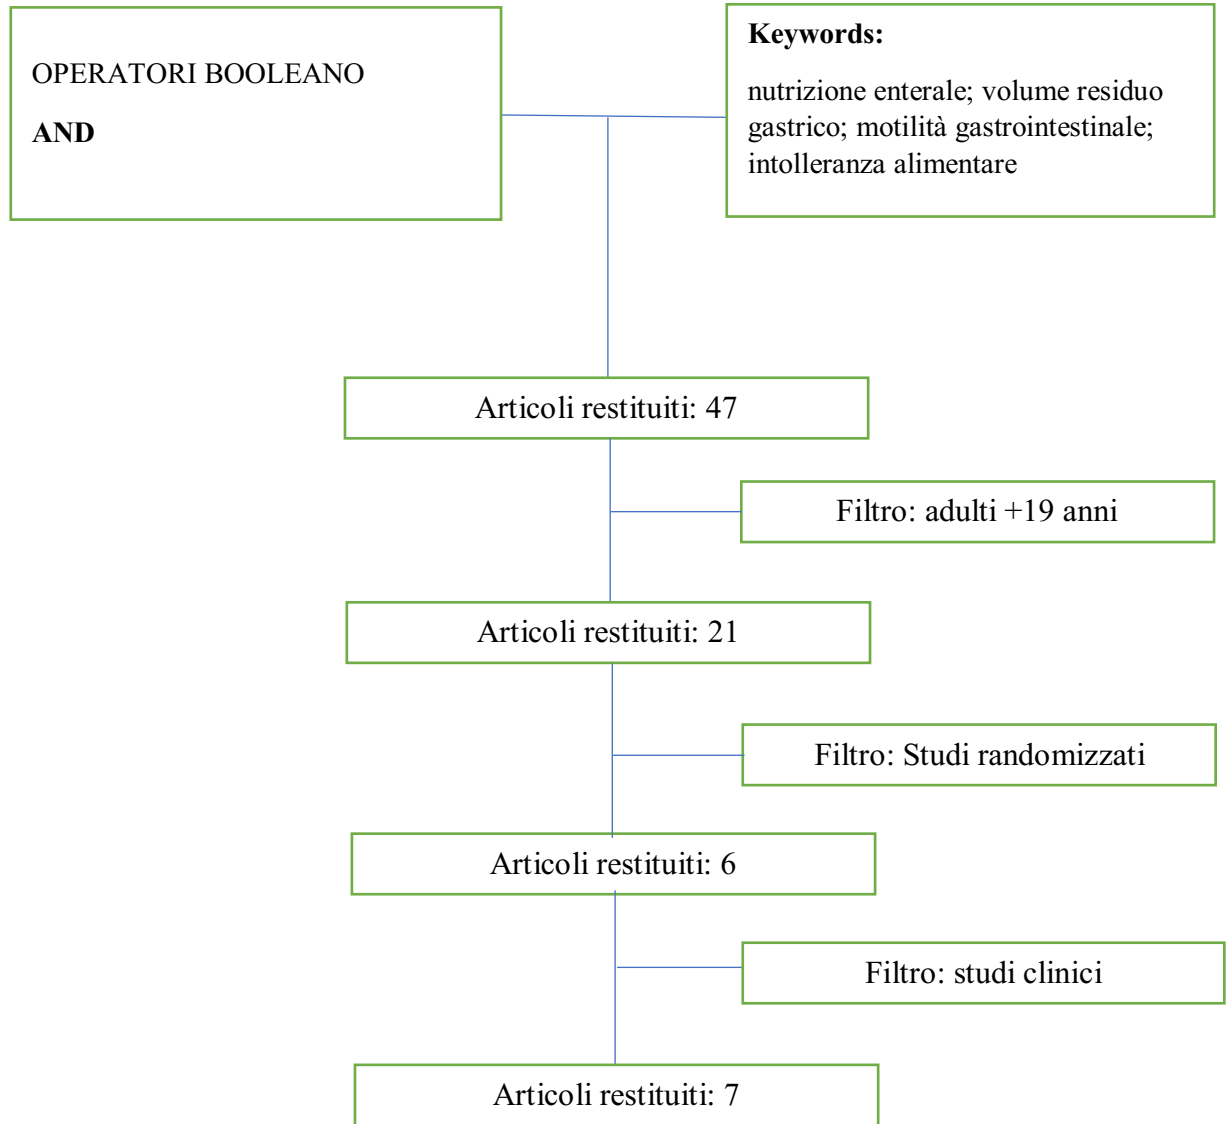 OPERATORI BOOLEANO
AND
Keywords:
nutrizione enterale; volume residuo
gastrico; motilità gastrointestinale;
intolleranza alimentare
Articoli restituiti: 47
Filtro: adulti +19 anni
Articoli restituiti: 21
Filtro: Studi randomizzati
Articoli restituiti: 6
Filtro: studi clinici
Articoli restituiti: 7